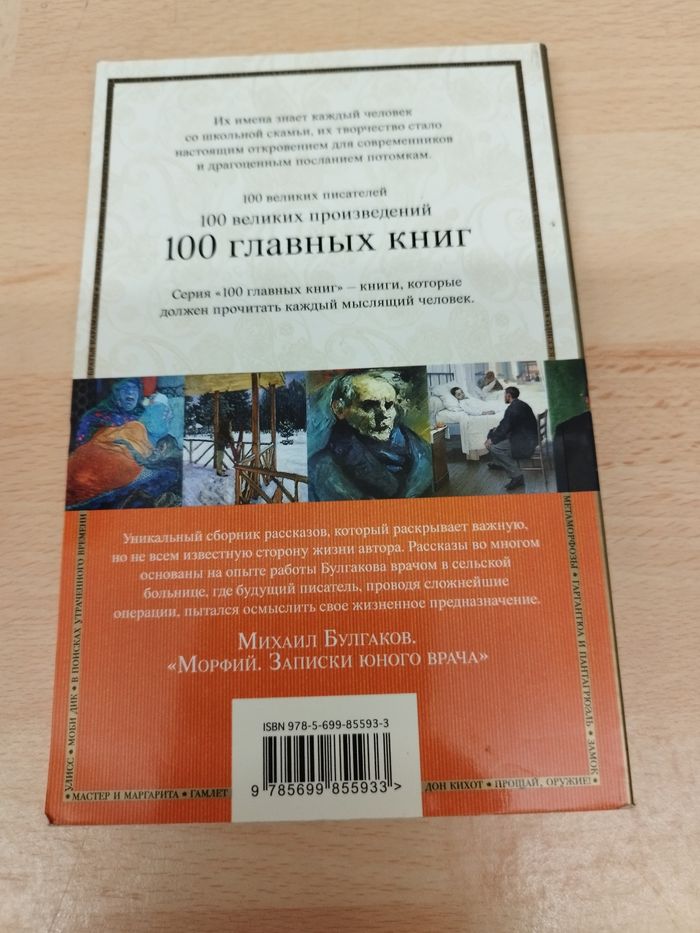 Их имена знает каждый человек
со школьной скамьи, их творчество стало
настоящим откровением для современников
и драгоценным посланием потомкам.
100 великих писателей
100 великих произведений
100 главных книг
Серия «100 главных книг» – книги, которые
должен прочитать каждый мыслящий человек.
Уникальный сборник рассказов, который раскрывает важную,
но не всем известную сторону жизни автора. Рассказы во многом
основаны на опыте работы Булгакова врачом в сельской
больнице, где будущий писатель, проводя сложнейшие
операции, пытался осмыслить свое жизненное предназначение.
Михаил Булгаков.
«Морфий. Записки юного врача»
ISBN 978-5-699-85593-3
9 785699 855933 >
УЛИСС • МОБИ ДИК • В ПОИСКАХ УТРАЧЕННОГО ВРЕМЕНИ
МЕТАМОРФОЗЫ • ГАРГАНТЮА И ПАНТАГРЮЭЛЬ • ЗАМОК
• МАСТЕР И МАРГАРИТА • ГАМЛЕТ
ДОН КИХОТ • ПРОЩАЙ, ОРУЖИЕ!